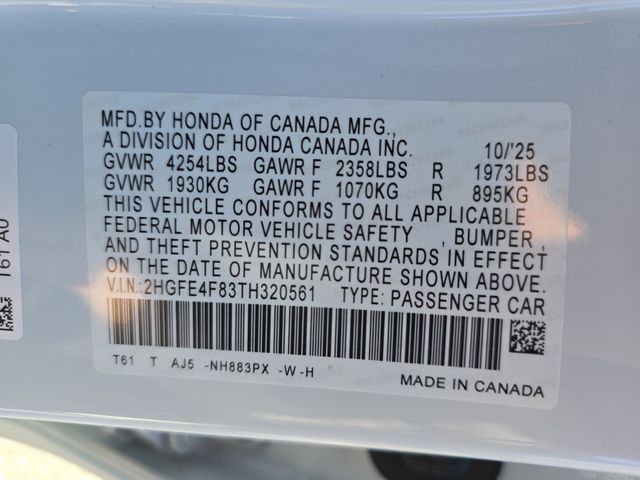 MFD.BY HONDA OF CANADA MFG.,
A DIVISION OF HONDA CANADA INC. 10/'25
GVWR 4254LBS GAWR F 2358LBS R 1973LBS
GVWR 1930KG GAWR F 1070KG R 895KG
THIS VEHICLE CONFORMS TO ALL APPLICABLE
FEDERAL MOTOR VEHICLE SAFETY , BUMPER ,
AND THEFT PREVENTION STANDARDS IN EFFECT
ON THE DATE OF MANUFACTURE SHOWN ABOVE.
V.I.N.:2HGFE4F83TH320561 TYPE: PASSENGER CAR
T61 T AJ5 -NH883PX -W-H
MADE IN CANADA
T61 A0